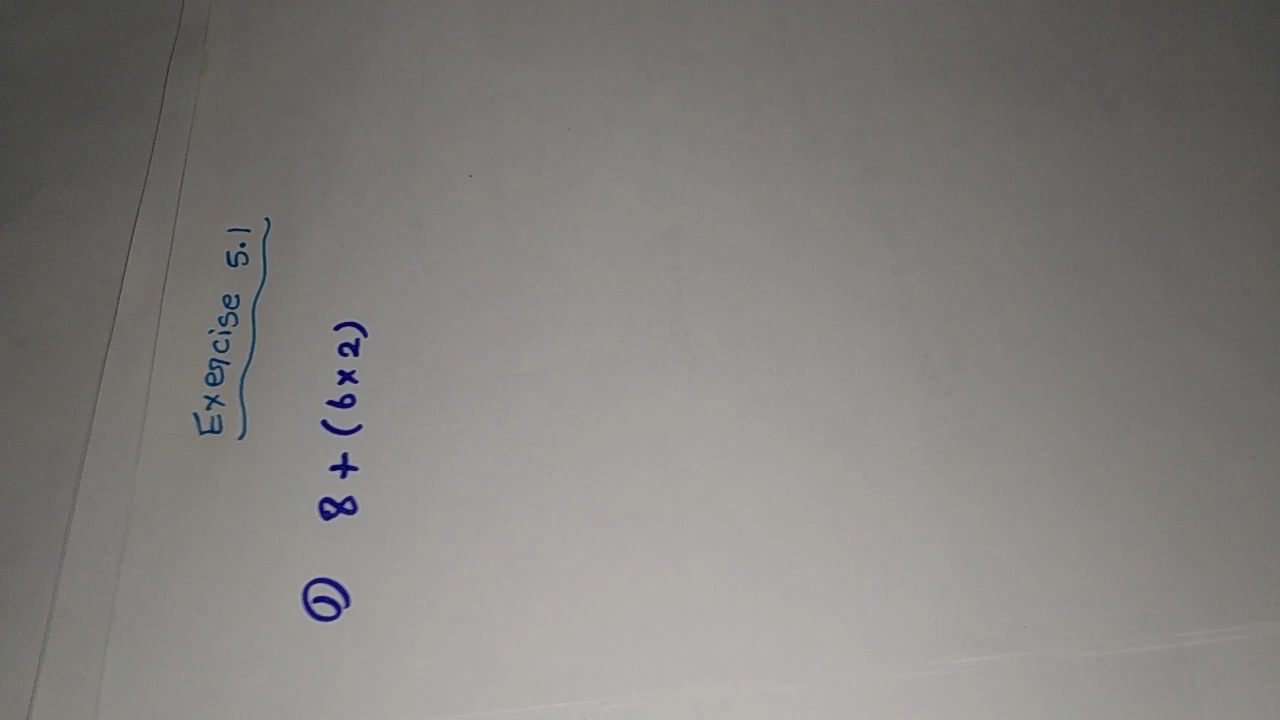 Exercise 5.1
① 8 + (6 x 2)